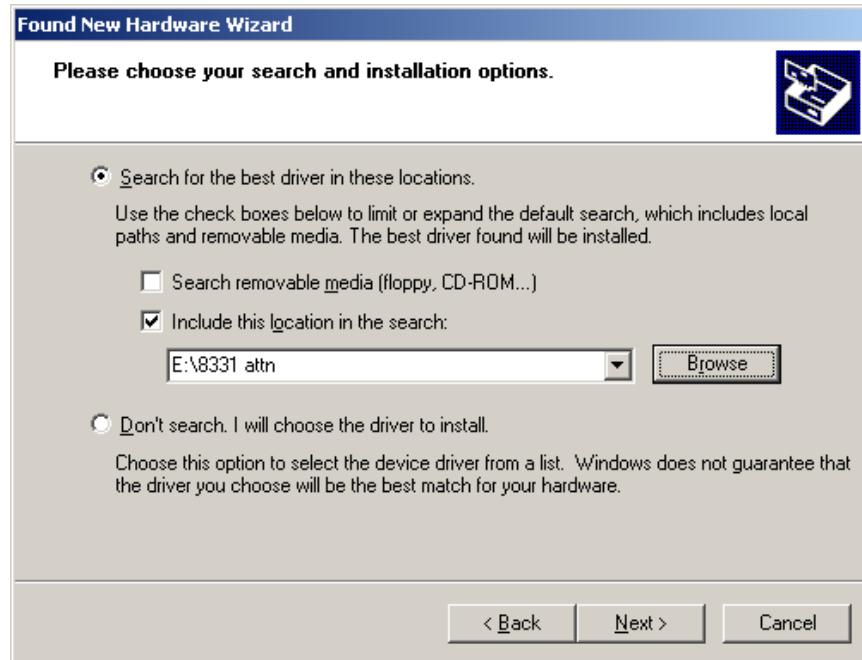 Found New Hardware Wizard
Please choose your search and installation options.
Search for the best driver in these locations.
Use the check boxes below to limit or expand the default search, which includes local
paths and removable media. The best driver found will be installed.
Search removable media (floppy, CD-ROM...)
Include this location in the search:
E:\8331 attn
Browse
Don't search. I will choose the driver to install.
Choose this option to select the device driver from a list.  Windows does not guarantee that
the driver you choose will be the best match for your hardware.
< Back
Next >
Cancel